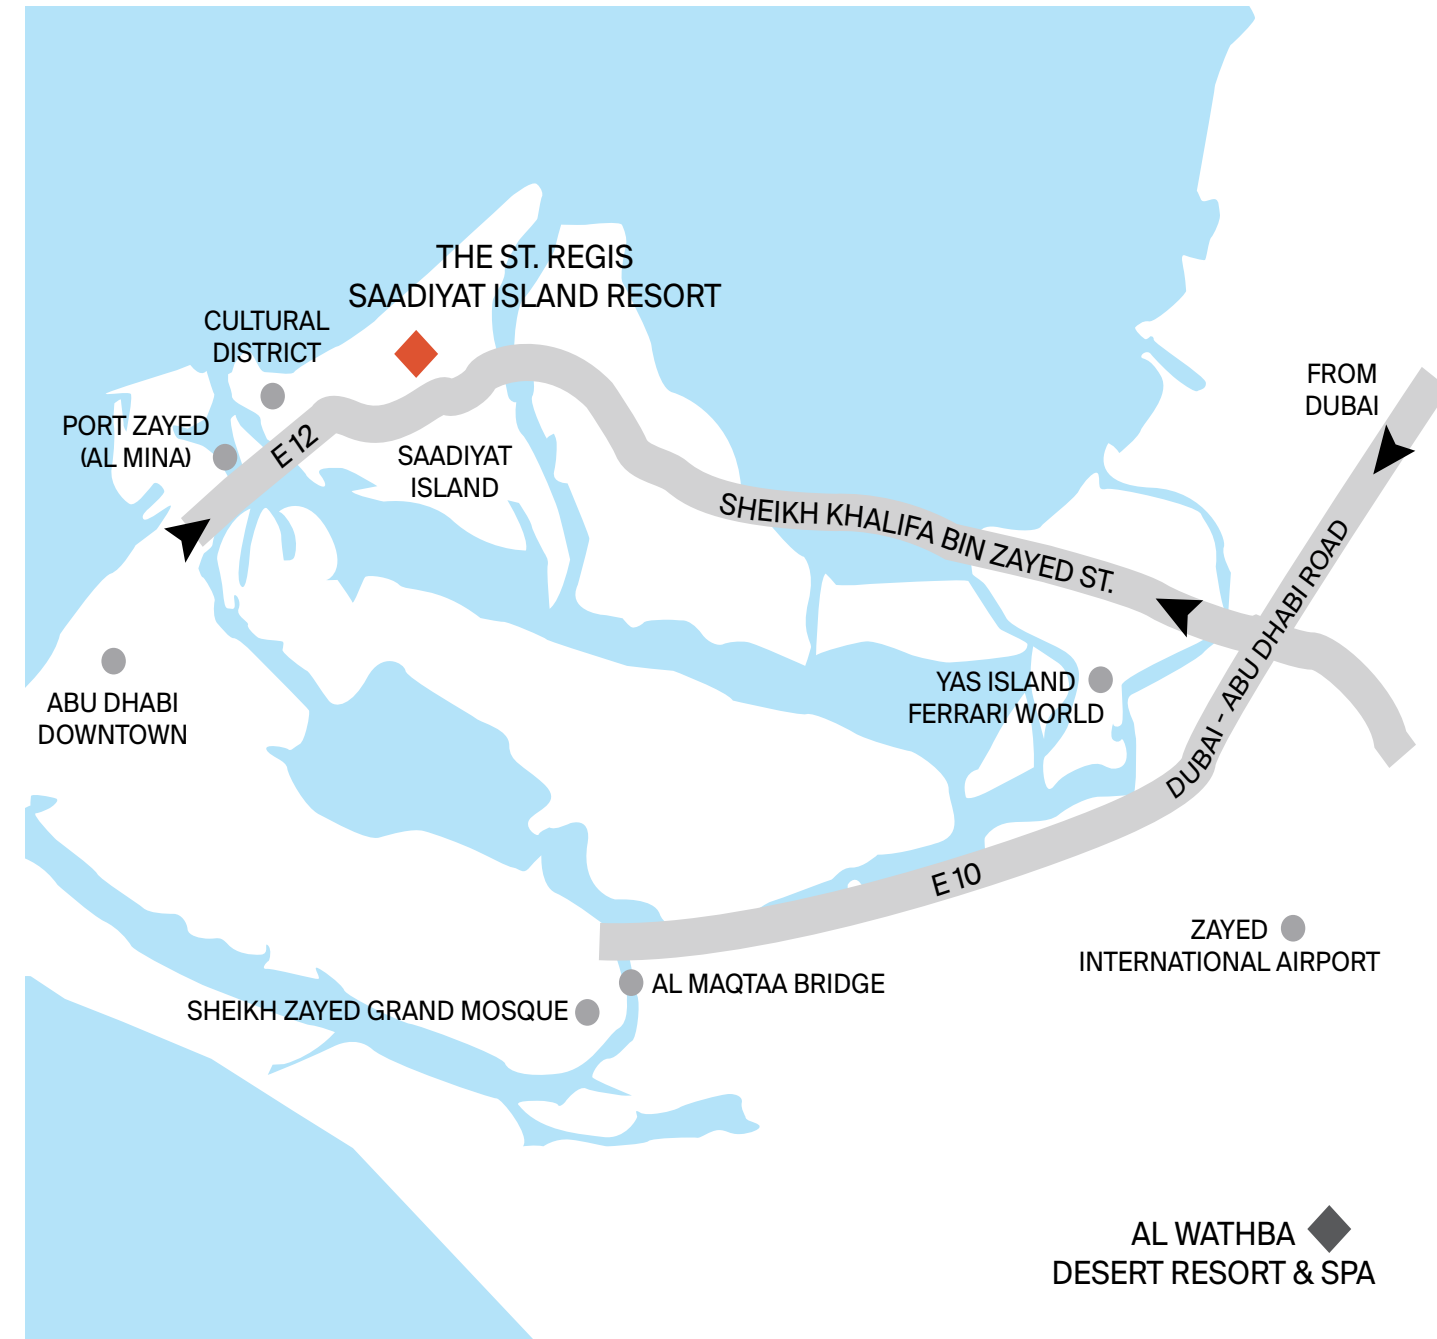 THE ST. REGIS
SAADIYAT ISLAND RESORT
CULTURAL
DISTRICT
FROM
DUBAI
PORT ZAYED
(AL MINA)
E 12
SAADIYAT
ISLAND
SHEIKH KHALIFA BIN ZAYED ST.
DUBAI - ABU DHABI ROAD
YAS ISLAND
FERRARI WORLD
ABU DHABI
DOWNTOWN
E 10
ZAYED
INTERNATIONAL AIRPORT
AL MAQTAA BRIDGE
SHEIKH ZAYED GRAND MOSQUE
AL WATHBA
DESERT RESORT & SPA